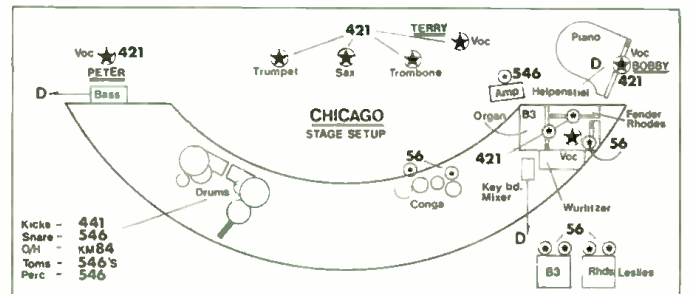 Voc 421
PETER
D
Bass
421
TERRY
Voc
Trumpet
Sax
Trombone
546
Amp
Helpenstiel
Piano
D
Voc
BOBBY
421
CHICAGO
STAGE SETUP
Organ
B3
Fender
Rhodes
421
Voc
56
Key bd.
Mixer
Wurlitzer
D
Drums
56
Conga
Kicks - 441
Snare - 546
O/H - KM84
Toms - 546'S
Perc - 546
56
B3
Rhds
Leslies